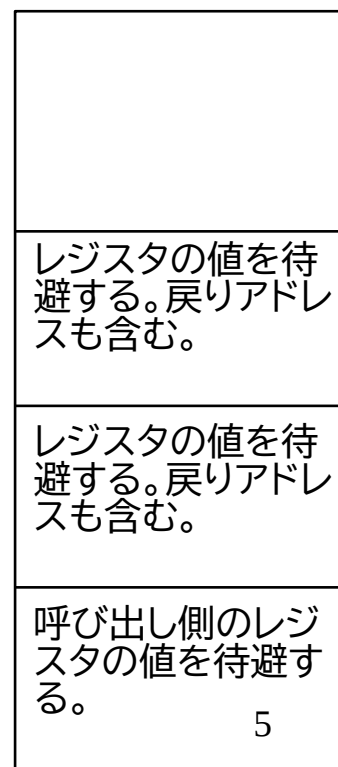 レジスタの値を待
避する。戻りアドレ
スも含む。
レジスタの値を待
避する。戻りアドレ
スも含む。
呼び出し側のレジ
スタの値を待避す
る。
5